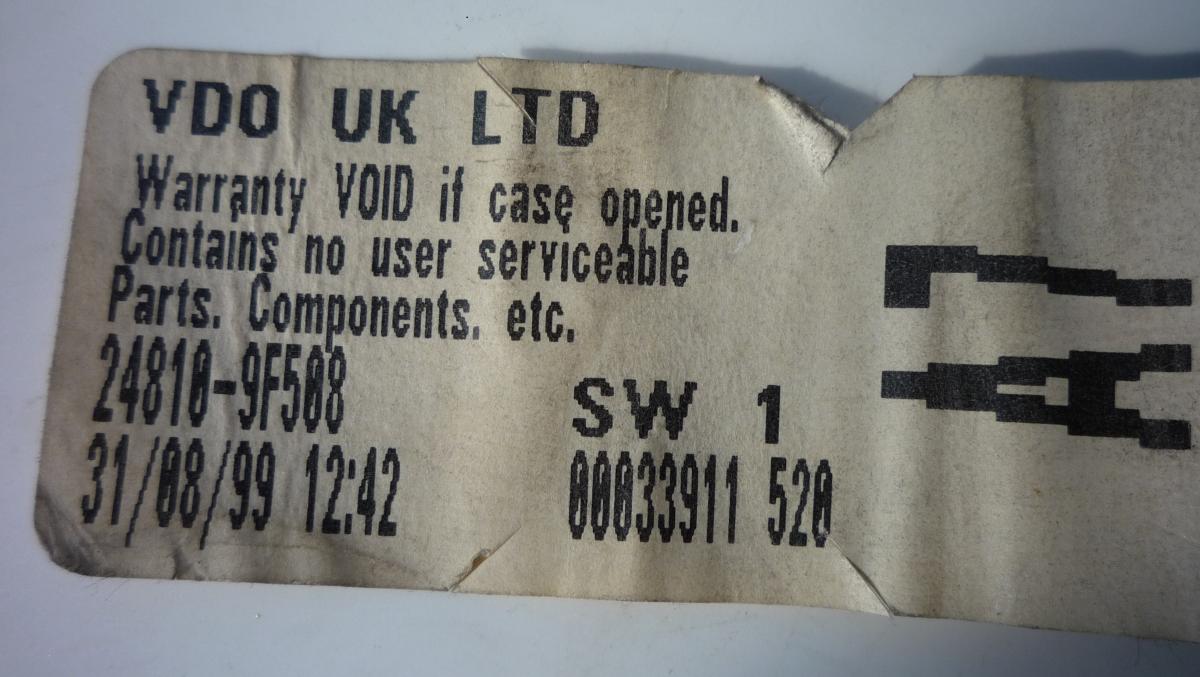 VDO UK LTD
Warranty VOID if case opened.
Contains no user serviceable
Parts. Components. etc.
24810-9F508
SW 1
31/08/99 12:42
00033911 520